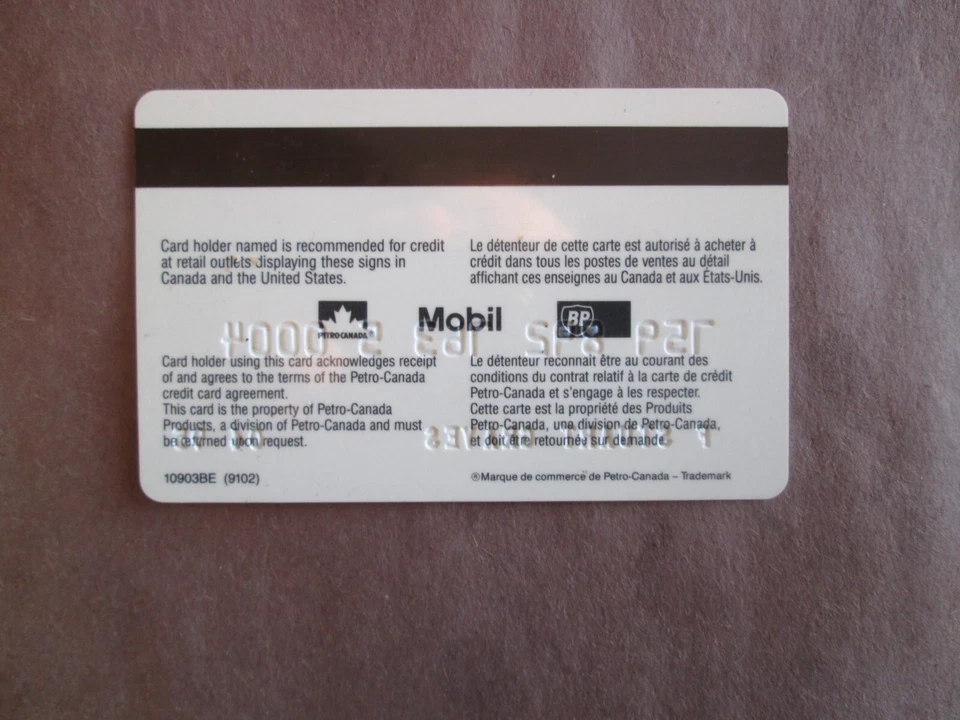 Card holder named is recommended for credit
at retail outlets displaying these signs in
Canada and the United States.
Le détenteur de cette carte est autorisé à acheter à
crédit dans tous les postes de ventes au détail
affichant ces enseignes au Canada et aux États-Unis.
PETRO-CANADA®
Mobil
BP
Card holder using this card acknowledges receipt
of and agrees to the terms of the Petro-Canada
credit card agreement.
This card is the property of Petro-Canada
Products, a division of Petro-Canada and must
be returned upon request.
Le détenteur reconnait être au courant des
conditions du contrat relatif à la carte de crédit
Petro-Canada et s'engage à les respecter.
Cette carte est la propriété des Produits
Petro-Canada, une division de Petro-Canada,
et doit être retournée sur demande.
10903BE (9102)
®Marque de commerce de Petro-Canada – Trademark